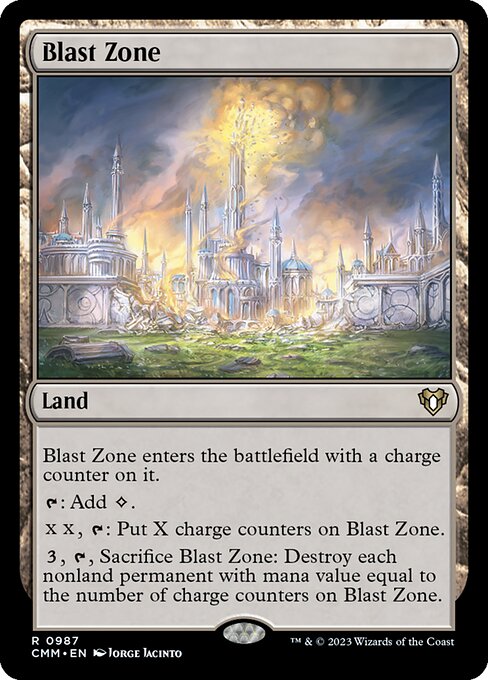 Blast Zone
Land
Blast Zone enters the battlefield with a charge
counter on it.
: Add .
X X, : Put X charge counters on Blast Zone.
3, , Sacrifice Blast Zone: Destroy each
nonland permanent with mana value equal to
the number of charge counters on Blast Zone.
R 0987
CMM • EN Jorge Jacinto
™ & © 2023 Wizards of the Coast